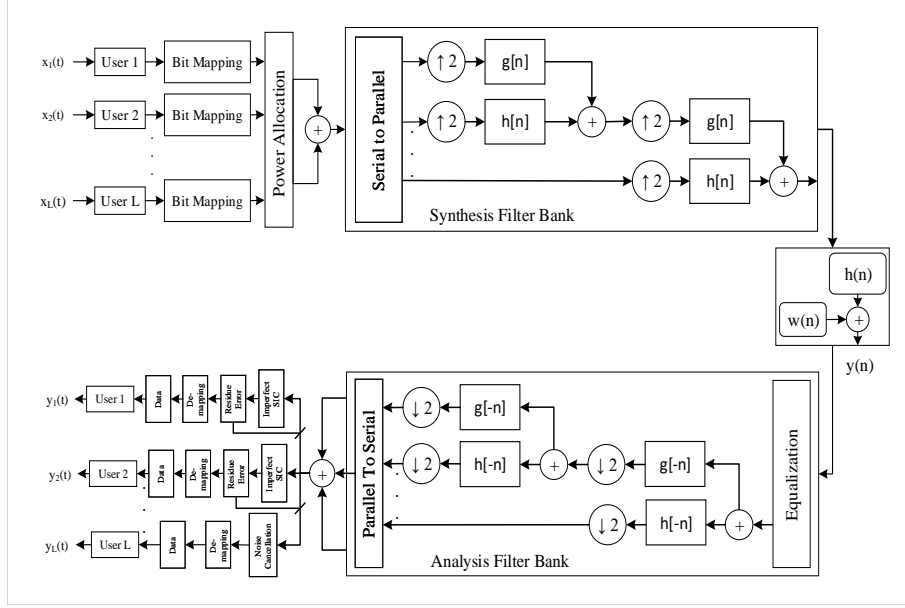 x1(t) User 1 Bit Mapping
x2(t) User 2 Bit Mapping
xL(t) User L Bit Mapping
Power Allocation
+
Serial to Parallel
↑ 2 g[n]
↑ 2 h[n] + ↑ 2 g[n]
↑ 2 h[n] +
Synthesis Filter Bank
h(n)
w(n) +
y(n)
y1(t) User 1 Data De-
mapping Residue
Error Imperfect
SIC
y2(t) User 2 Data De-
mapping Residue
Error Imperfect
SIC
yL(t) User L Data De-
mapping Noise
Cancellation
+
Parallel To Serial
↓ 2 g[-n]
↓ 2 h[-n] + ↓ 2 g[-n]
↓ 2 h[-n] +
Equalization
Analysis Filter Bank